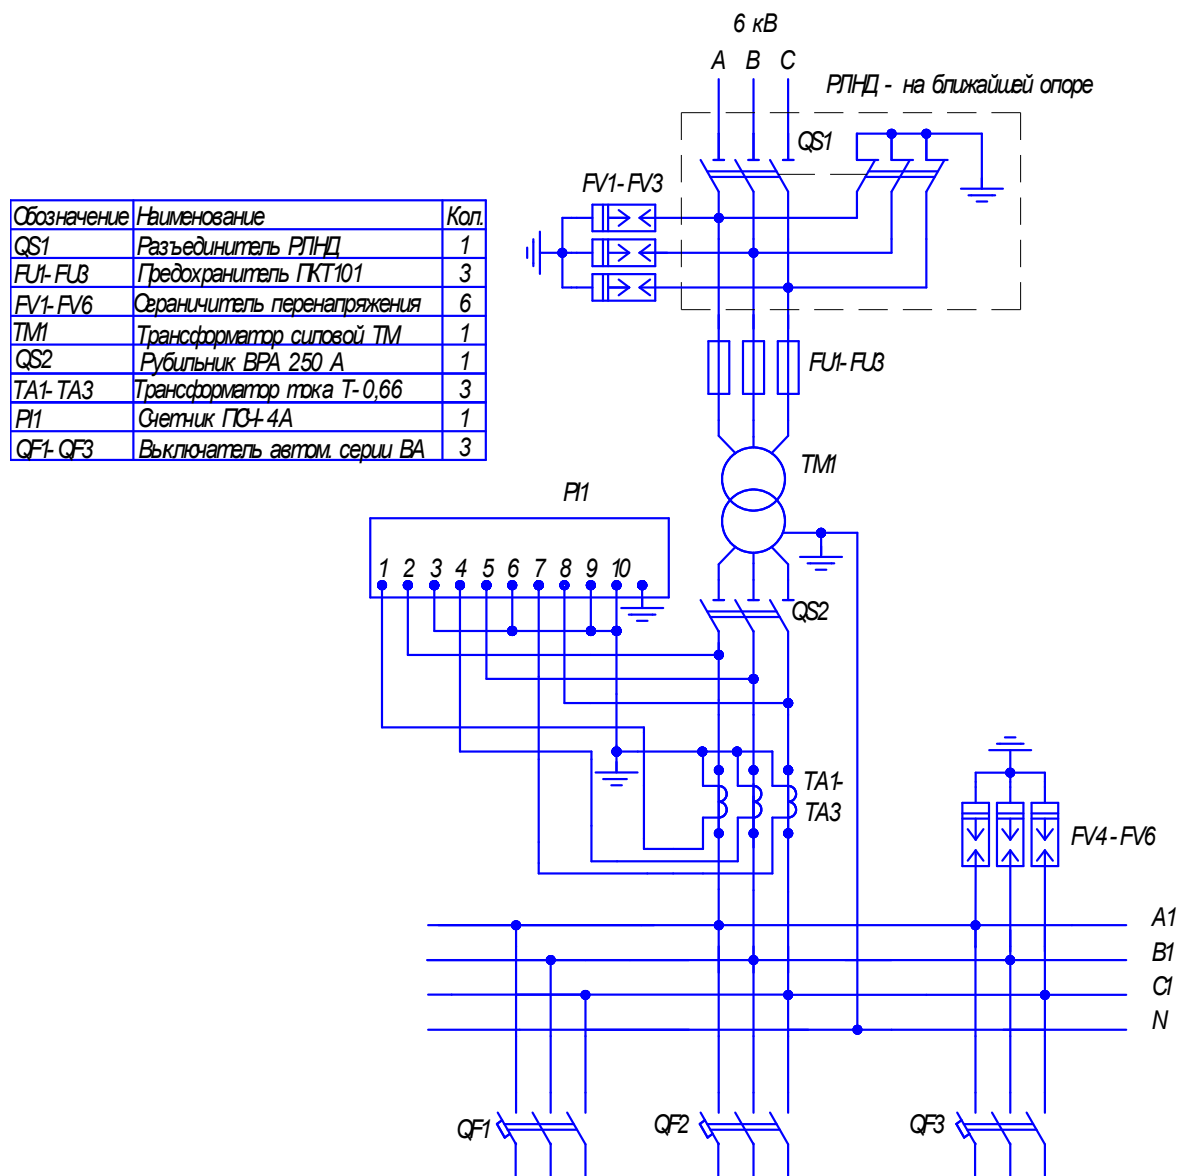 6 кВ
A B C
РЛНД - на ближайшей опоре
QS1
FV1-FV3
Обозначение Наименование Кол.
QS1 Разъединитель РЛНД 1
FU1-FU3 Предохранитель ПКТ101 3
FV1-FV6 Ограничитель перенапряжения 6
TM1 Трансформатор силовой ТМ 1
QS2 Рубильник ВРА 250 А 1
TA1-TA3 Трансформатор тока Т-0,66 3
PI1 Счетчик ПСЧ-4А 1
QF1-QF3 Выключатель автом. серии ВА 3
FU1-FU3
TM1
PI1
1 2 3 4 5 6 7 8 9 10
QS2
TA1-
TA3
FV4-FV6
A1
B1
C1
N
QF1
QF2
QF3